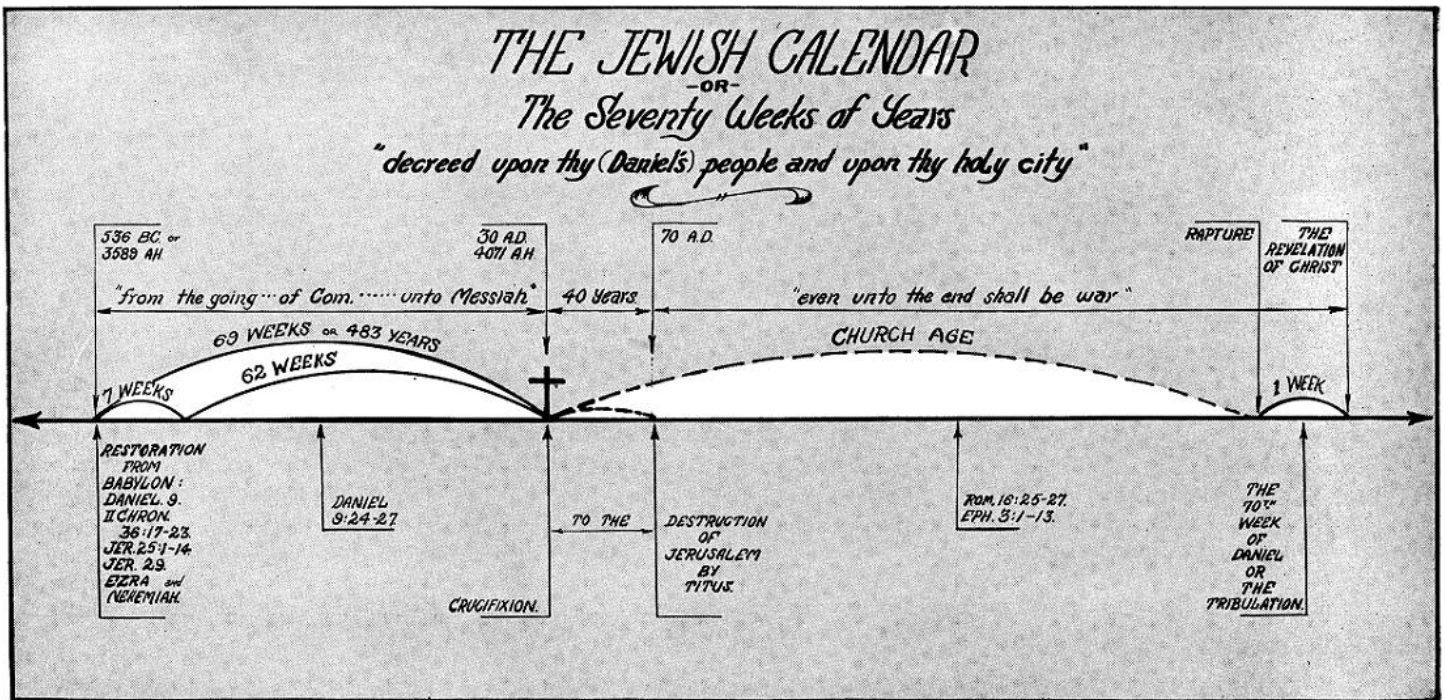 THE JEWISH CALENDAR
-OR-
The Seventy Weeks of Years
"decreed upon thy (Daniel's) people and upon thy holy city"
536 BC. or
3589 AH
30 A.D.
4071 A.H.
70 A.D.
RAPTURE
THE
REVELATION
OF CHRIST
"from the going ··· of Com. ······ unto Messiah"
40 Years
"even unto the end shall be war"
69 WEEKS OR 483 YEARS
62 WEEKS
7 WEEKS
CHURCH AGE
1 WEEK
RESTORATION
FROM
BABYLON:
DANIEL. 9.
II CHRON.
36:17-23.
JER. 25:1-14.
JER. 29.
EZRA and
NEHEMIAH.
DANIEL
9:24-27
CRUCIFIXION.
TO THE
DESTRUCTION
OF
JERUSALEM
BY
TITUS.
ROM. 16:25-27.
EPH. 3:1-13.
THE
70TH
WEEK
OF
DANIEL
OR
THE
TRIBULATION.